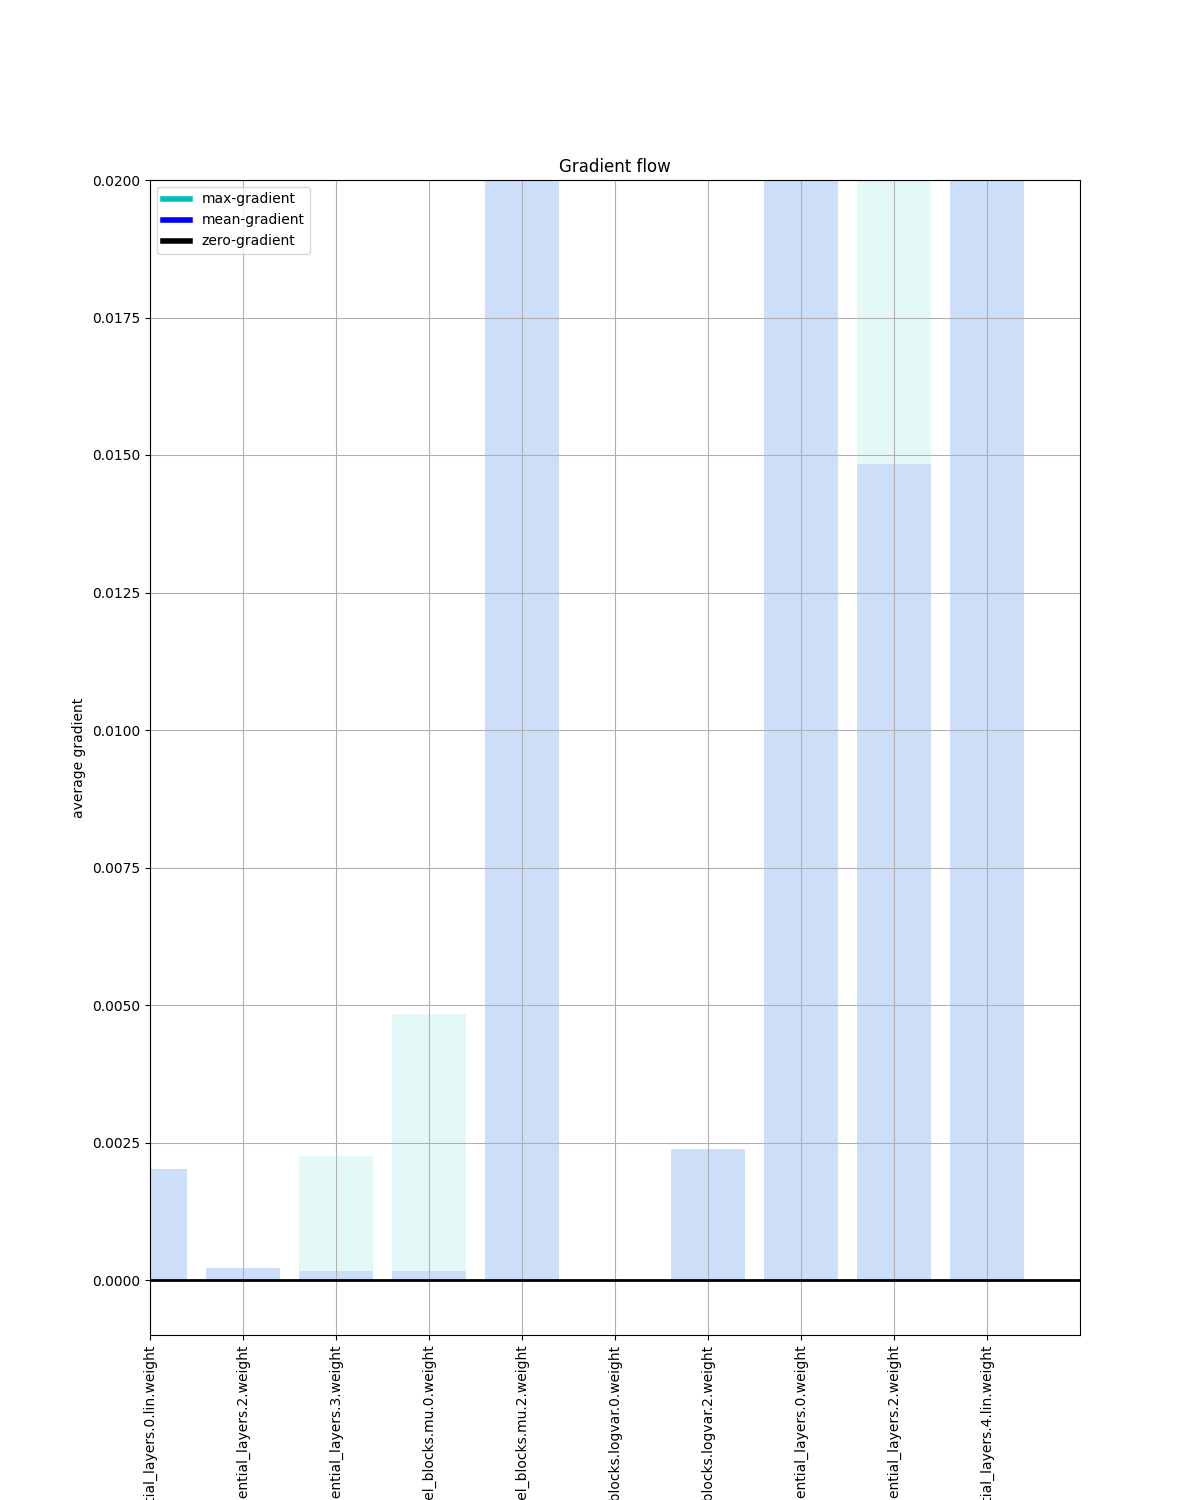 Gradient flow
max-gradient
mean-gradient
zero-gradient
0.0200
0.0175
0.0150
0.0125
0.0100
0.0075
0.0050
0.0025
0.0000
average gradient
tial_layers.0.lin.weight
ential_layers.2.weight
ential_layers.3.weight
el_blocks.mu.0.weight
el_blocks.mu.2.weight
blocks.logvar.0.weight
blocks.logvar.2.weight
ential_layers.0.weight
ential_layers.2.weight
tial_layers.4.lin.weight